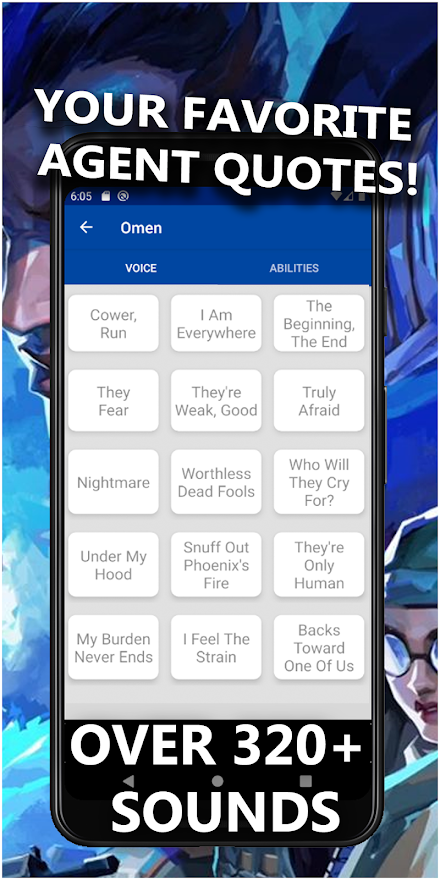 YOUR FAVORITE
AGENT QUOTES!
6:05
Omen
VOICE
ABILITIES
Cower,
Run
I Am
Everywhere
The
Beginning,
The End
They
Fear
They're
Weak, Good
Truly
Afraid
Nightmare
Worthless
Dead Fools
Who Will
They Cry
For?
Under My
Hood
Snuff Out
Phoenix's
Fire
They're
Only
Human
My Burden
Never Ends
I Feel The
Strain
Backs
Toward
One Of Us
OVER 320+
SOUNDS